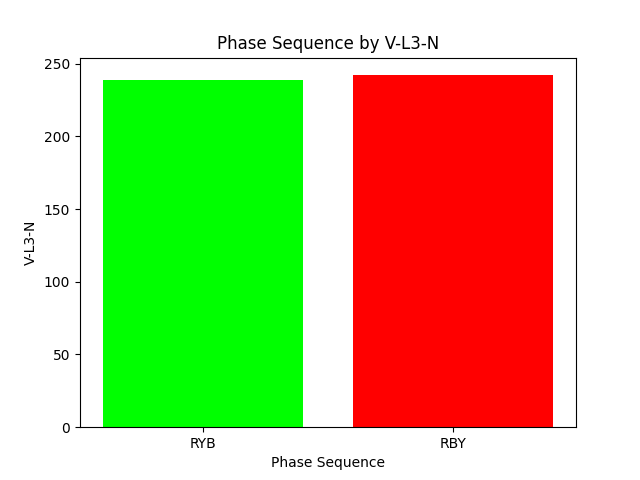 Phase Sequence by V-L3-N
250
200
150
100
50
0
V-L3-N
RYB
RBY
Phase Sequence